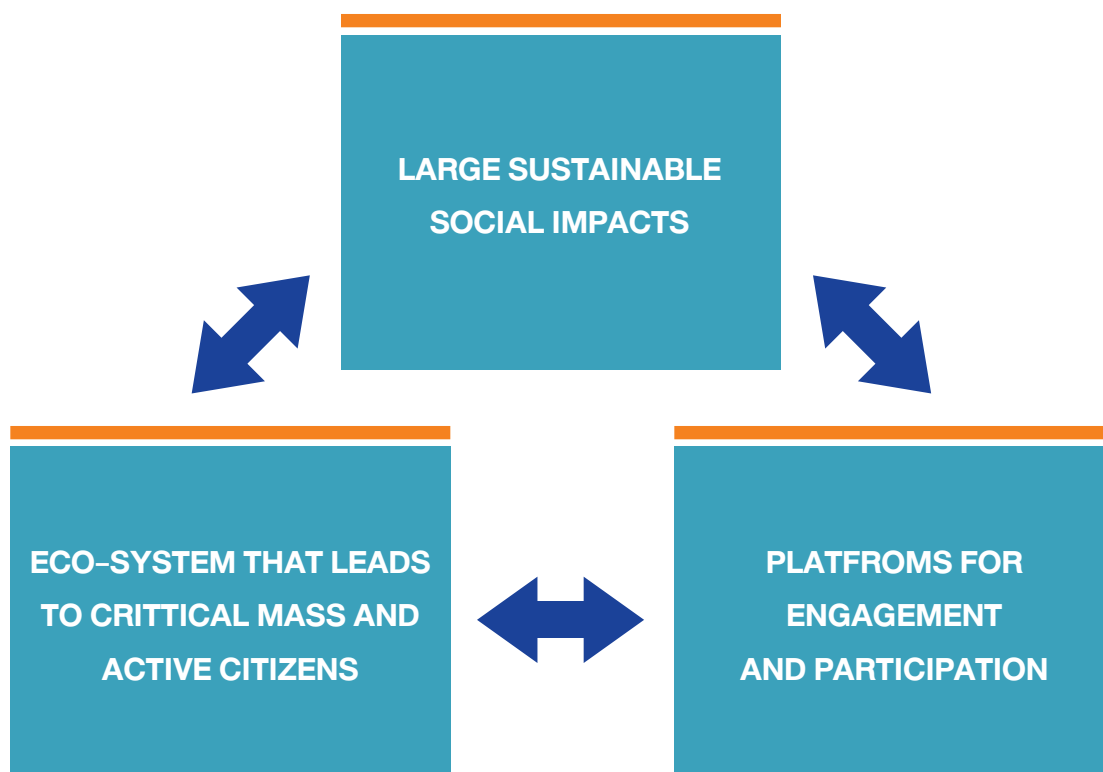 LARGE SUSTAINABLE
SOCIAL IMPACTS
ECO–SYSTEM THAT LEADS
TO CRITTICAL MASS AND
ACTIVE CITIZENS
PLATFROMS FOR
ENGAGEMENT
AND PARTICIPATION